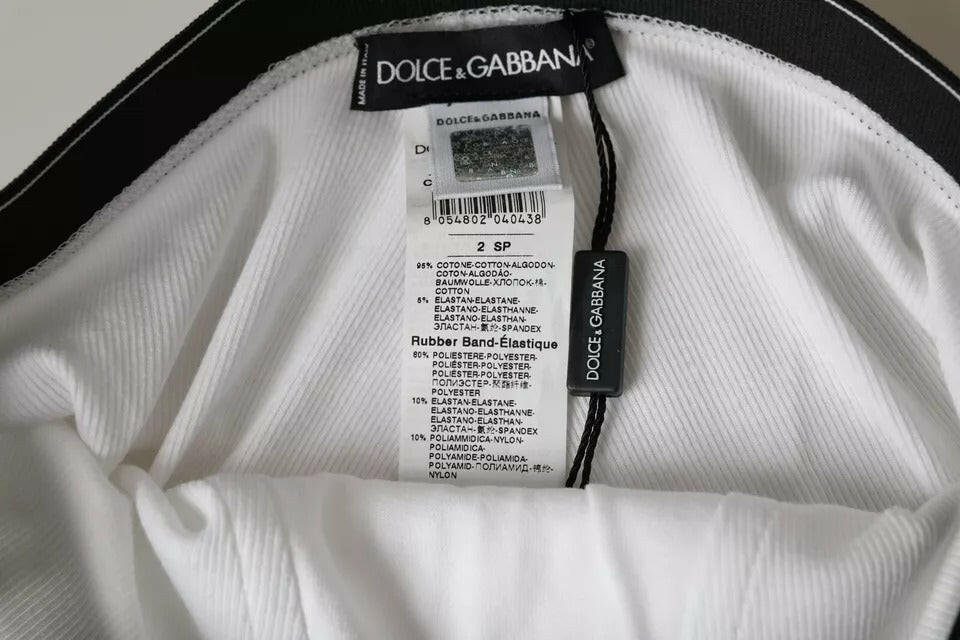 MADE IN ITALY
DOLCE & GABBANA®
DOLCE&GABBANA
8 054802 040438
2 SP
95% COTONE-COTTON-ALGODON-
COTON-ALGODÃO-
BAUMWOLLE-ХЛОПОК-棉-
COTTON
5% ELASTAN-ELASTANE-
ELASTANO-ELASTHANNE-
ELASTANO-ELASTHAN-
ЭЛАСТАН-氨纶-SPANDEX
Rubber Band-Élastique
80% POLIESTERE-POLYESTER-
POLIÉSTER-POLYESTER-
POLIÉSTER-POLYESTER-
ПОЛИЭСТЕР-聚酯纤维-
POLYESTER
10% ELASTAN-ELASTANE-
ELASTANO-ELASTHANNE-
ELASTANO-ELASTHAN-
ЭЛАСТАН-氨纶-SPANDEX
10% POLIAMMIDICA-NYLON-
POLIAMIDICA-
POLYAMIDE-POLIAMIDA-
POLYAMID-ПОЛИАМИД-锦纶-
NYLON
DOLCE & GABBANA